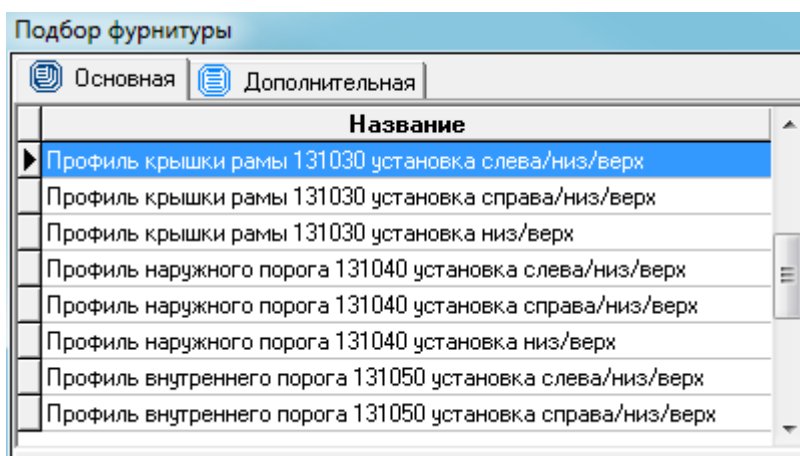 Подбор фурнитуры
Основная Дополнительная
Название
Профиль крышки рамы 131030 установка слева/низ/верх
Профиль крышки рамы 131030 установка справа/низ/верх
Профиль крышки рамы 131030 установка низ/верх
Профиль наружного порога 131040 установка слева/низ/верх
Профиль наружного порога 131040 установка справа/низ/верх
Профиль наружного порога 131040 установка низ/верх
Профиль внутреннего порога 131050 установка слева/низ/верх
Профиль внутреннего порога 131050 установка справа/низ/верх